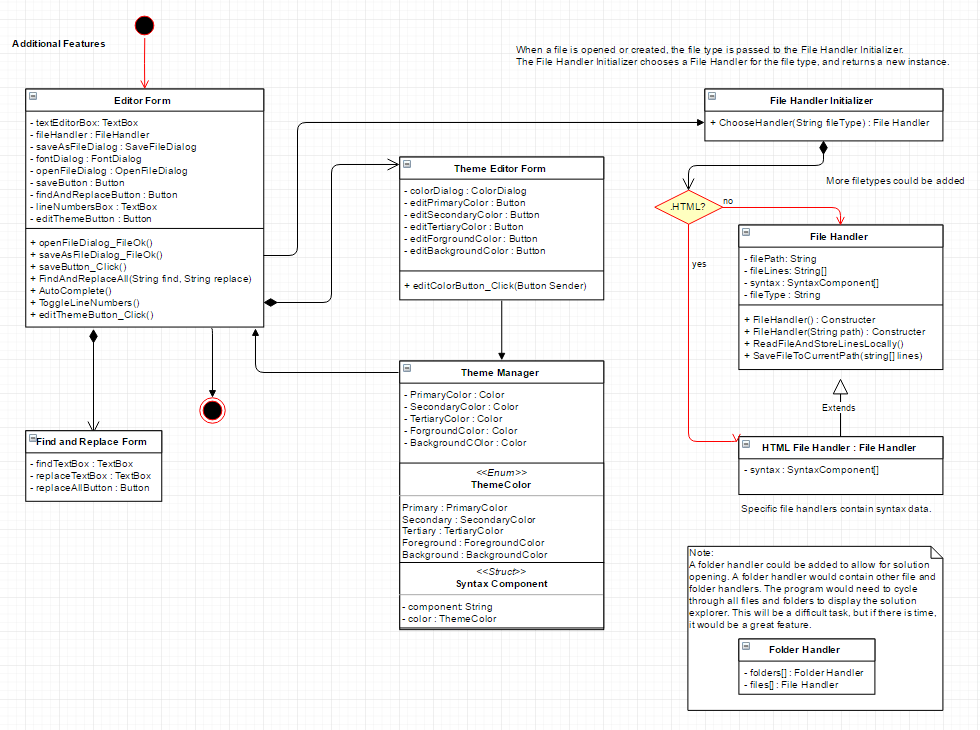 Additional Features
When a file is opened or created, the file type is passed to the File Handler Initializer.
The File Handler Initializer chooses a File Handler for the file type, and returns a new instance.
Editor Form
- textEditorBox: TextBox
- fileHandler : FileHandler
- saveAsFileDialog : SaveFileDialog
- fontDialog : FontDialog
- openFileDialog : OpenFileDialog
- saveButton : Button
- findAndReplaceButton : Button
- lineNumbersBox : TextBox
- editThemeButton : Button
+ openFileDialog_FileOk()
+ saveAsFileDialog_FileOk()
+ saveButton_Click()
+ FindAndReplaceAll(String find, String replace)
+ AutoComplete()
+ ToggleLineNumbers()
+ editThemeButton_Click()
Find and Replace Form
- findTextBox : TextBox
- replaceTextBox : TextBox
- replaceAllButton : Button
Theme Editor Form
- colorDialog : ColorDialog
- editPrimaryColor : Button
- editSecondaryColor : Button
- editTertiaryColor : Button
- editForgroundColor : Button
- editBackgroundColor : Button
+ editColorButton_Click(Button Sender)
Theme Manager
- PrimaryColor : Color
- SecondaryColor : Color
- TertiaryColor : Color
- ForgroundColor : Color
- BackgroundCOlor : Color
<<Enum>>
ThemeColor
Primary : PrimaryColor
Secondary : SecondaryColor
Tertiary : TertiaryColor
Foreground : ForegroundColor
Background : BackgroundColor
<<Struct>>
Syntax Component
- component: String
- color : ThemeColor
File Handler Initializer
+ ChooseHandler(String fileType) : File Handler
More filetypes could be added
.HTML?
no
yes
File Handler
- filePath: String
- fileLines: String[]
- syntax : SyntaxComponent[]
- fileType : String
+ FileHandler() : Constructer
+ FileHandler(String path) : Constructer
+ ReadFileAndStoreLinesLocally()
+ SaveFileToCurrentPath(string[] lines)
Extends
HTML File Handler : File Handler
- syntax : SyntaxComponent[]
Specific file handlers contain syntax data.
Note:
A folder handler could be added to allow for solution
opening. A folder handler would contain other file and
folder handlers. The program would need to cycle
through all files and folders to display the solution
explorer. This will be a difficult task, but if there is time,
it would be a great feature.
Folder Handler
- folders[] : Folder Handler
- files[] : File Handler